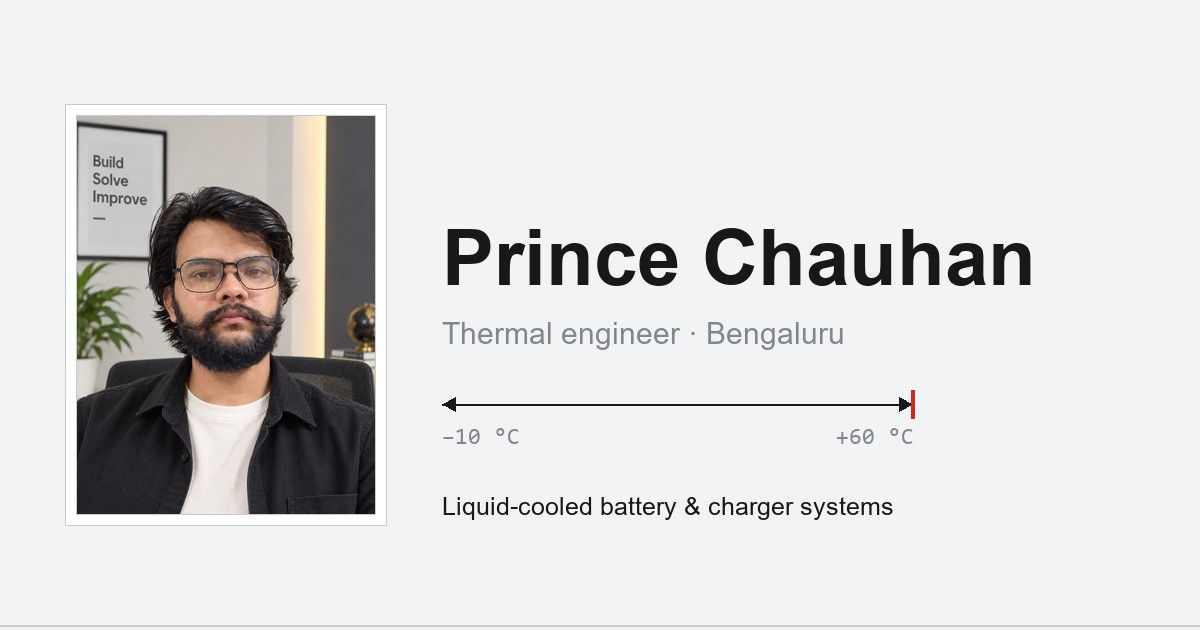 Build
Solve
Improve
—
Prince Chauhan
Thermal engineer · Bengaluru
−10 °C +60 °C
Liquid-cooled battery & charger systems